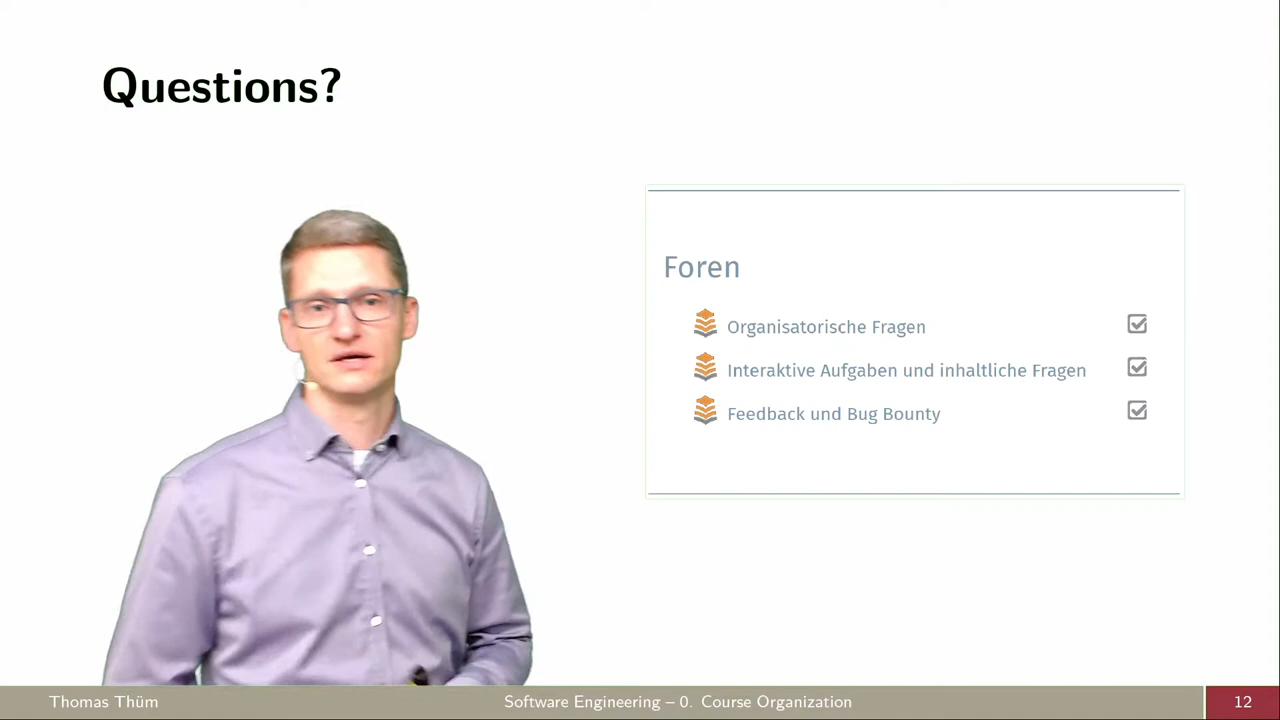 Questions?
Foren
Organisatorische Fragen
Interaktive Aufgaben und inhaltliche Fragen
Feedback und Bug Bounty
Thomas Thüm
Software Engineering – 0. Course Organization
12